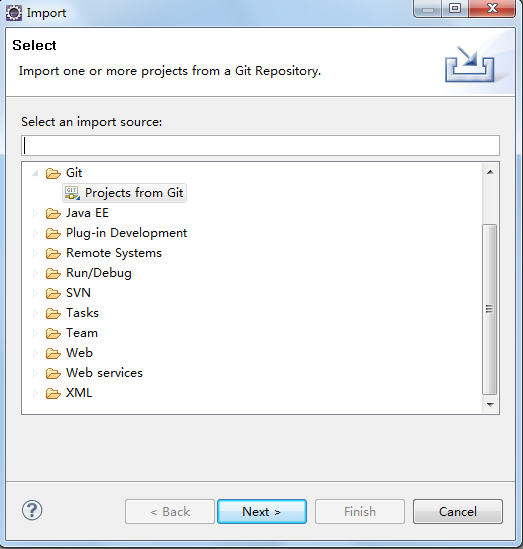 Import
Select
Import one or more projects from a Git Repository.
Select an import source:
Git
GIT Projects from Git
Java EE
Plug-in Development
Remote Systems
Run/Debug
SVN
Tasks
Team
Web
Web services
XML
? < Back Next > Finish Cancel